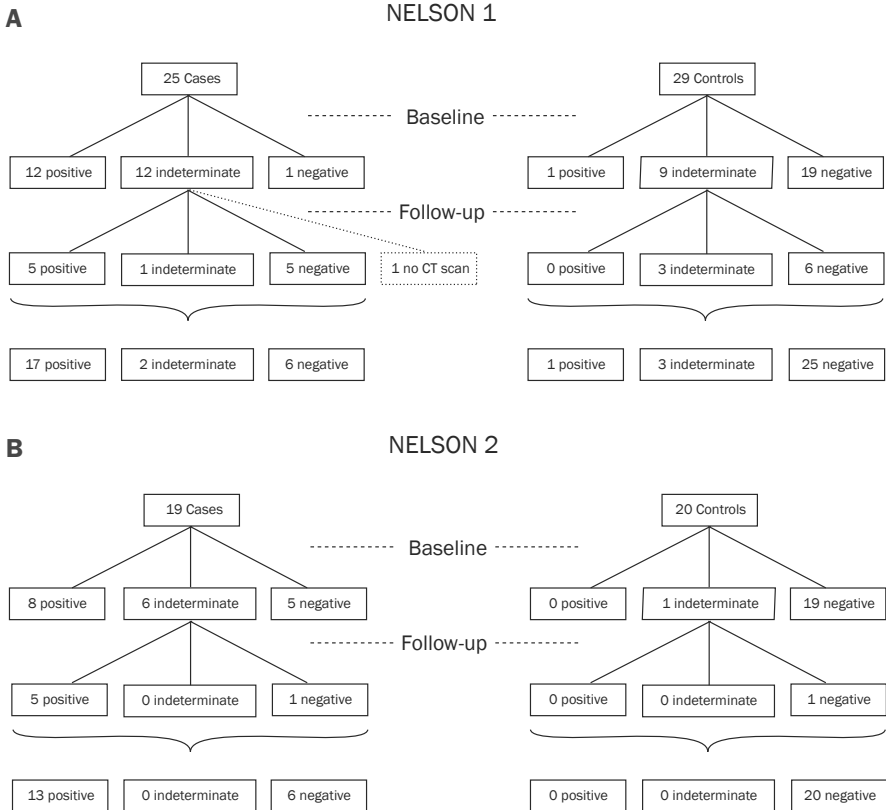 A
NELSON 1
25 Cases
29 Controls
Baseline
12 positive
12 indeterminate
1 negative
1 positive
9 indeterminate
19 negative
Follow-up
5 positive
1 indeterminate
5 negative
1 no CT scan
0 positive
3 indeterminate
6 negative
17 positive
2 indeterminate
6 negative
1 positive
3 indeterminate
25 negative
B
NELSON 2
19 Cases
20 Controls
Baseline
8 positive
6 indeterminate
5 negative
0 positive
1 indeterminate
19 negative
Follow-up
5 positive
0 indeterminate
1 negative
0 positive
0 indeterminate
1 negative
13 positive
0 indeterminate
6 negative
0 positive
0 indeterminate
20 negative